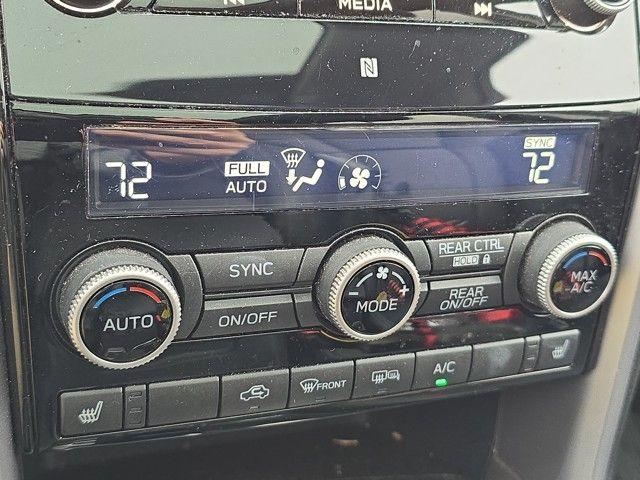 MEDIA
N
72
FULL
AUTO
SYNC
72
SYNC
REAR CTRL
HOLD
AUTO
MODE
MAX
A/C
ON/OFF
REAR
ON/OFF
FRONT
A/C